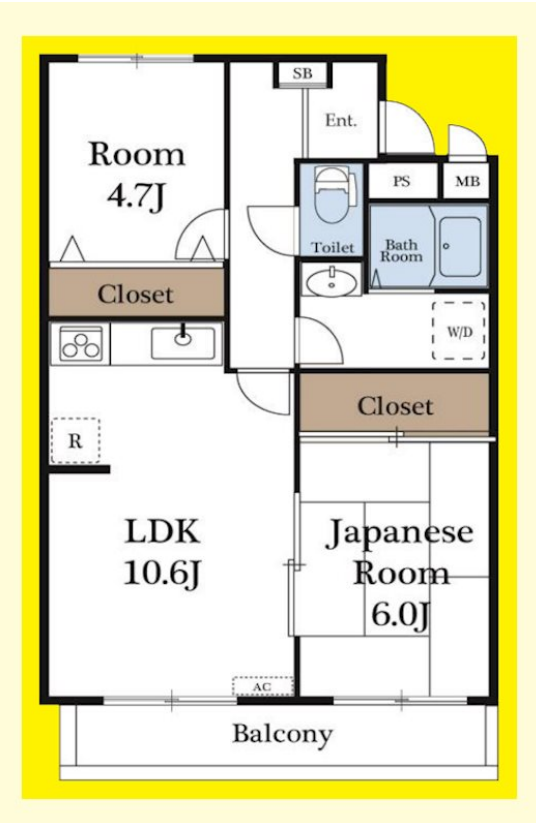 SB
Ent.
Room
4.7J
PS
MB
Toilet
Bath
Room
Closet
W/D
Closet
R
LDK
10.6J
Japanese
Room
6.0J
AC
Balcony